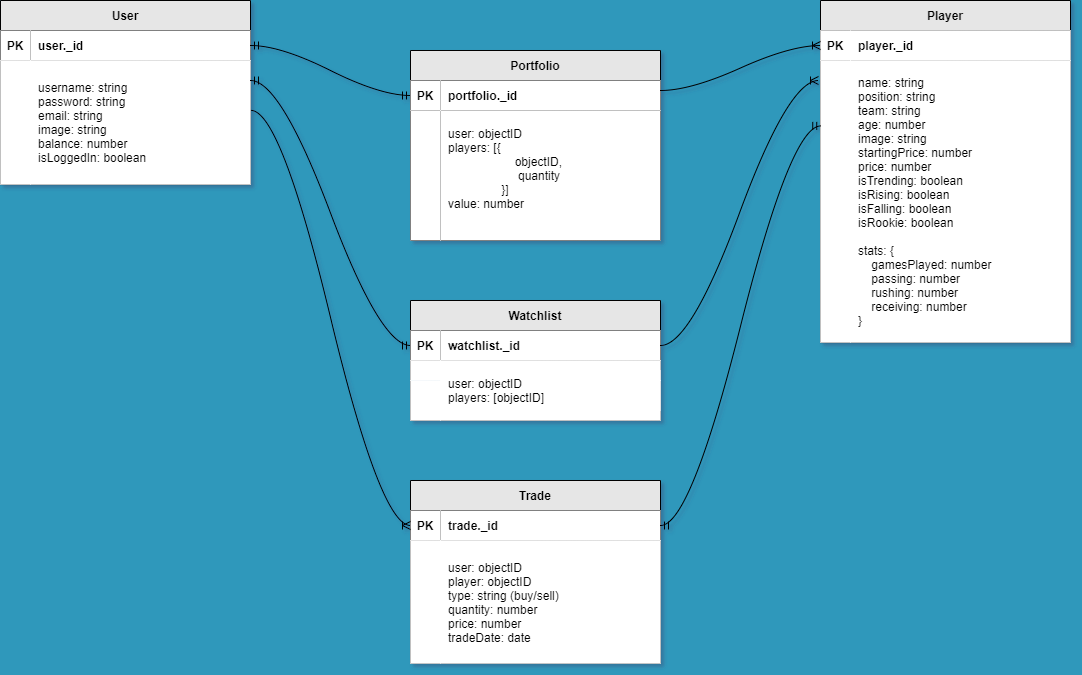 User
PK user._id
username: string
password: string
email: string
image: string
balance: number
isLoggedIn: boolean
Portfolio
PK portfolio._id
user: objectID
players: [{
objectID,
quantity
}]
value: number
Watchlist
PK watchlist._id
user: objectID
players: [objectID]
Trade
PK trade._id
user: objectID
player: objectID
type: string (buy/sell)
quantity: number
price: number
tradeDate: date
Player
PK player._id
name: string
position: string
team: string
age: number
image: string
startingPrice: number
price: number
isTrending: boolean
isRising: boolean
isFalling: boolean
isRookie: boolean
stats: {
gamesPlayed: number
passing: number
rushing: number
receiving: number
}